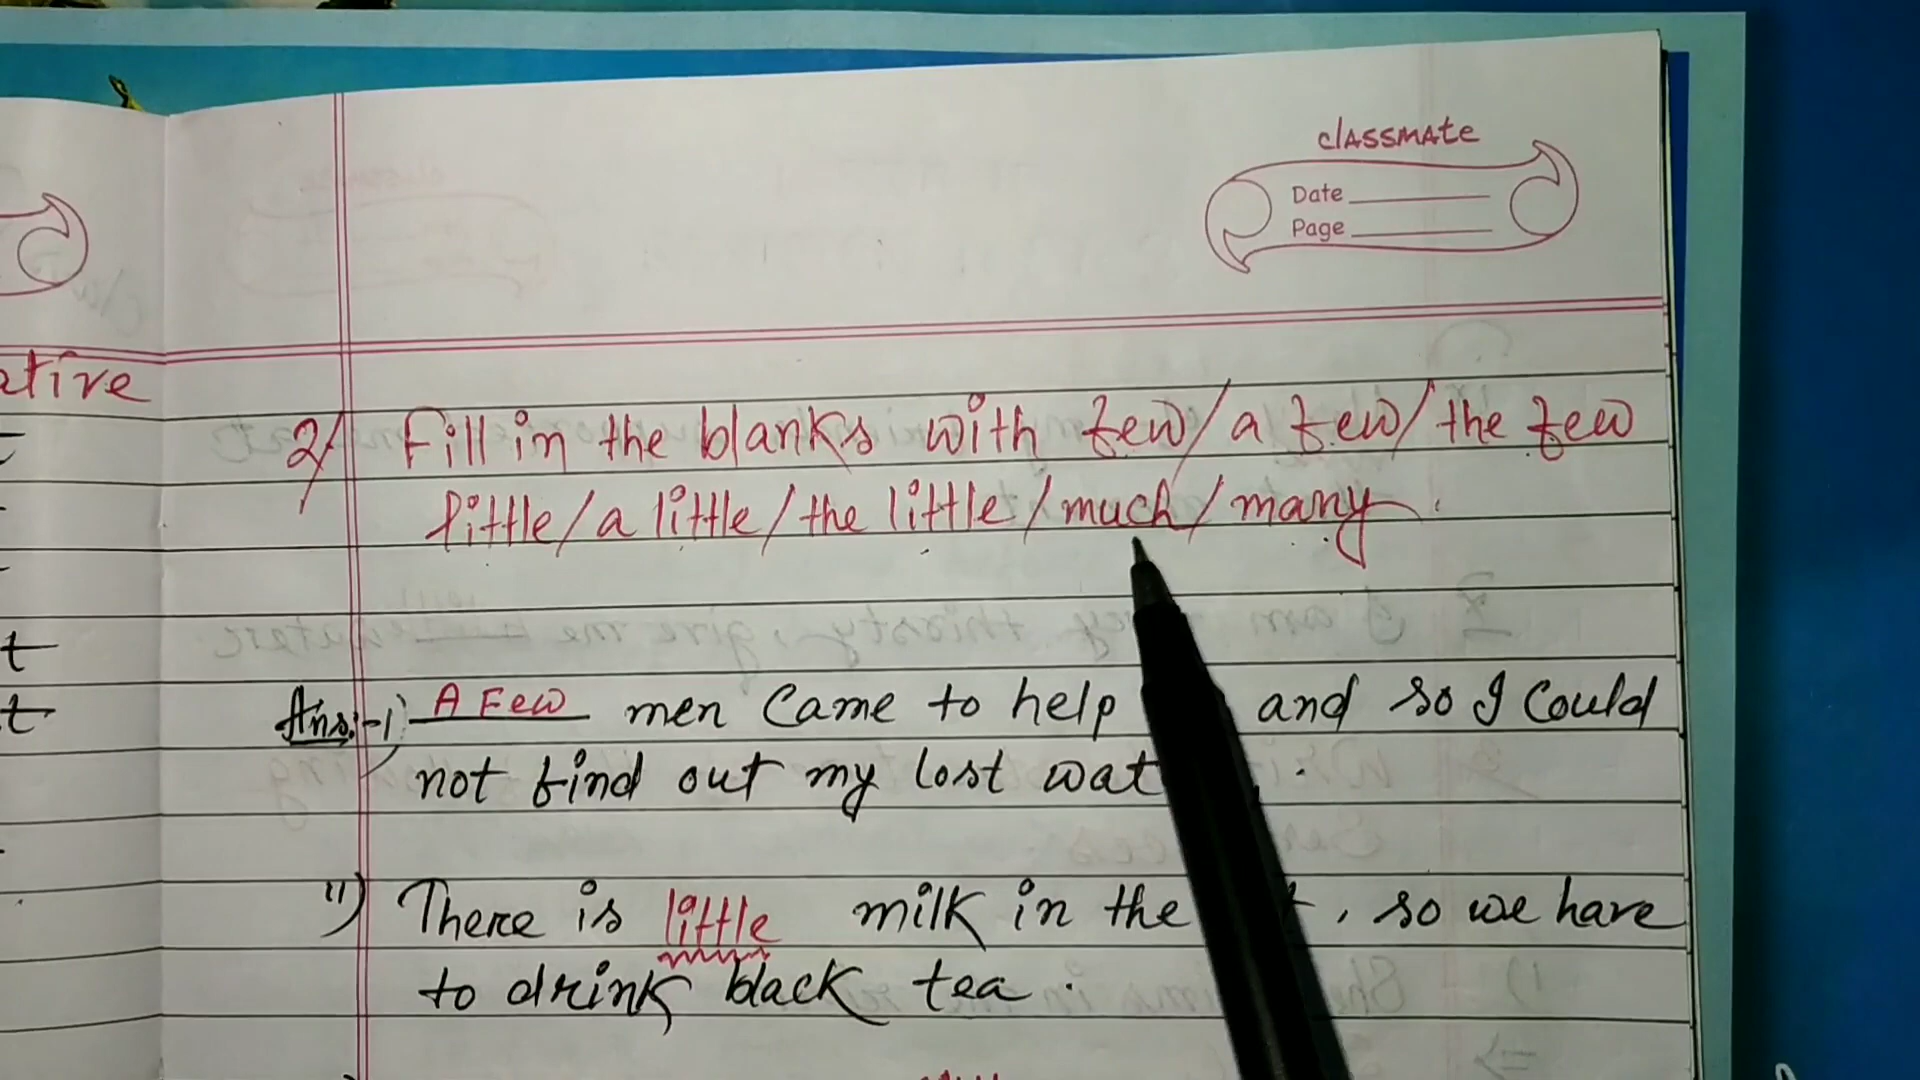 classmate
Date
Page
ative
t
t
2/ Fill in the blanks with few/a few/the few
little/a little/the little/much/many.
Ans:-i) A Few men Came to help and so I Could
not find out my lost wat .
ii) There is little milk in the , so we have
to drink black tea.